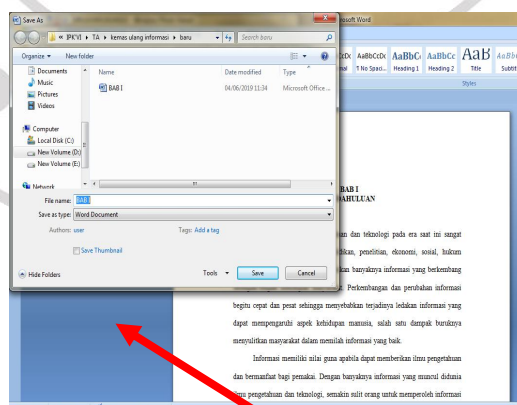 Save As
osoft Word
« IPK'VI ▸ TA ▸ kemas ulang informasi ▸ baru
Search baru
Organize
New folder
Documents
Music
Pictures
Videos
Computer
Local Disk (C:)
New Volume (D:)
New Volume (E:)
Network
Name
Date modified
Type
BAB I
04/06/2019 11:34
Microsoft Office ...
File name: BAB I
Save as type: Word Document
Authors: user
Tags: Add a tag
Save Thumbnail
Hide Folders
Tools
Save
Cancel
AaBbCcDc
AaBbCc
AaBbCc
AaB
¶ No Spaci...
Heading 1
Heading 2
Title
Subtit
Styles
BAB I
DAHULUAN
an dan teknologi pada era saat ini sangat
dikan, penelitian, ekonomi, sosial, hukum
kan banyaknya informasi yang berkembang
Perkembangan dan perubahan informasi
begitu cepat dan pesat sehingga menyebabkan terjadinya ledakan informasi yang
dapat mempengaruhi aspek kehidupan manusia, salah satu dampak buruknya
menyulitkan masyarakat dalam memilah informasi yang baik.
Informasi memiliki nilai guna apabila dapat memberikan ilmu pengetahuan
dan bermanfaat bagi pemakai. Dengan banyaknya informasi yang muncul didunia
ilmu pengetahuan dan teknologi, semakin sulit orang untuk memperoleh informasi